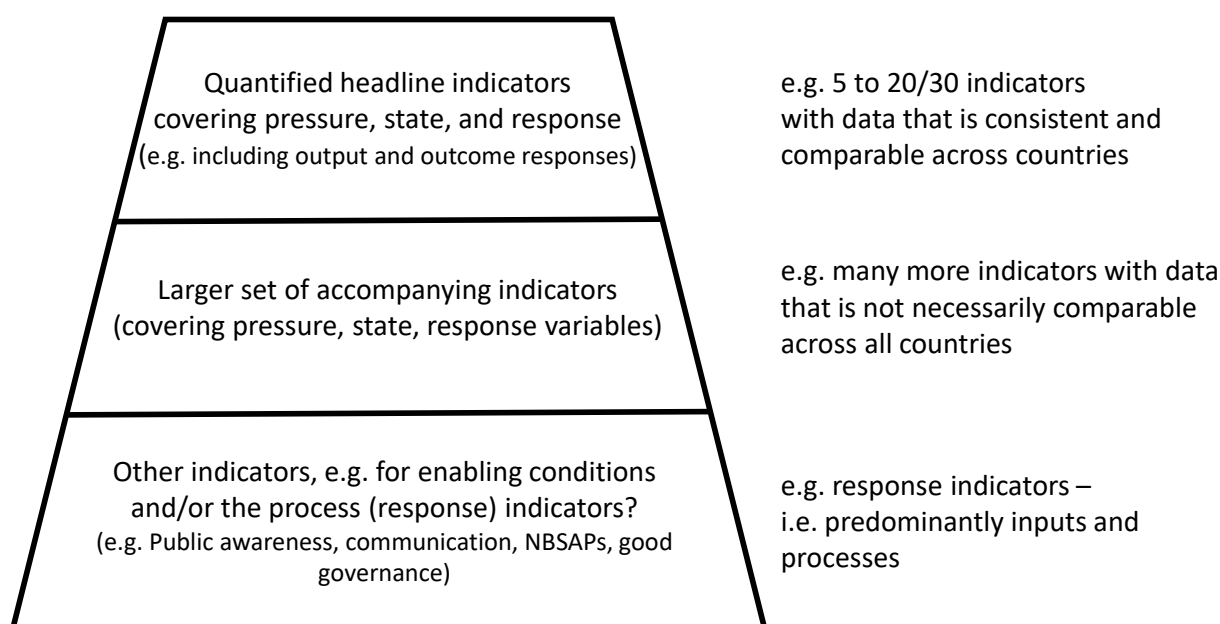 Quantified headline indicators
covering pressure, state, and response
(e.g. including output and outcome responses)
e.g. 5 to 20/30 indicators
with data that is consistent and
comparable across countries
Larger set of accompanying indicators
(covering pressure, state, response variables)
e.g. many more indicators with data
that is not necessarily comparable
across all countries
Other indicators, e.g. for enabling conditions
and/or the process (response) indicators?
(e.g. Public awareness, communication, NBSAPs, good
governance)
e.g. response indicators –
i.e. predominantly inputs and
processes